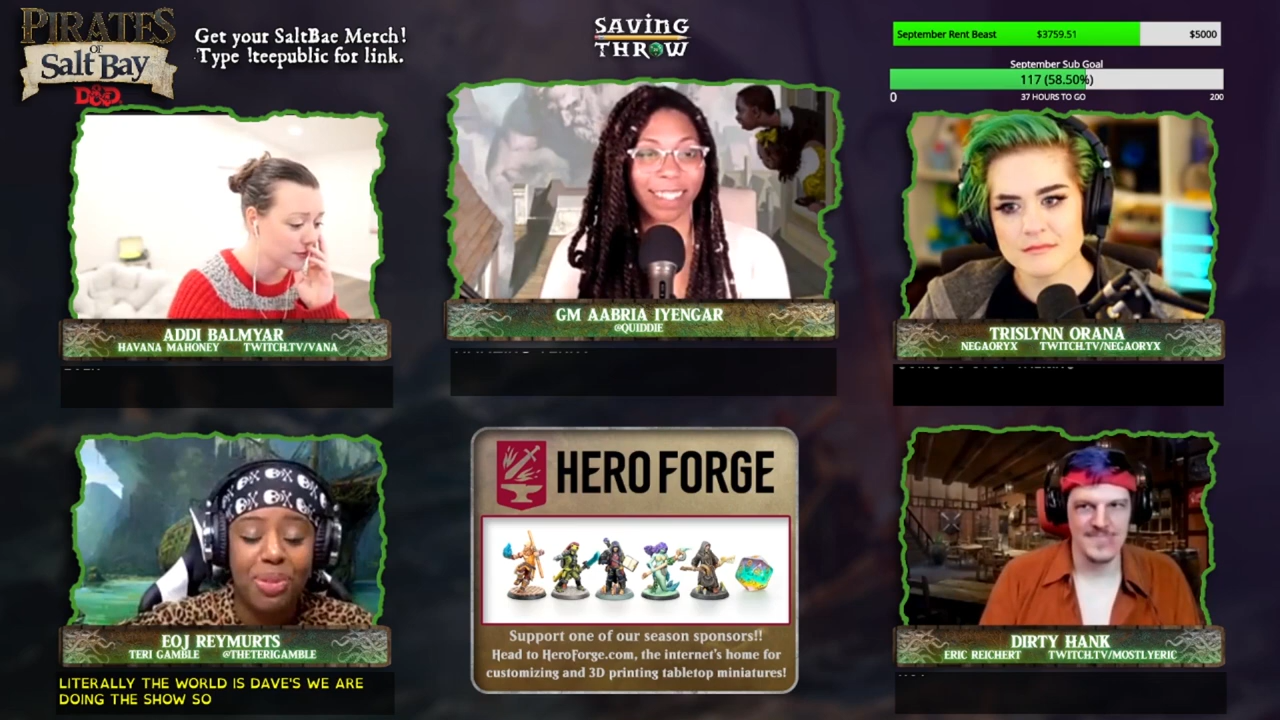 PIRATES
OF
Salt Bay
D&D
Get your SaltBae Merch!
Type !teepublic for link.
SAVING
THROW
September Rent Beast $3759.51 $5000
September Sub Goal
117 (58.50%)
0 37 HOURS TO GO 200
ADDI BALMYAR
HAVANA MAHONEY TWITCH.TV/VANA
GM AABRIA IYENGAR
@QUIDDIE
TRISLYNN ORANA
NEGAORYX TWITCH.TV/NEGAORYX
EOJ REYMURTS
TERI GAMBLE @THETERIGAMBLE
LITERALLY THE WORLD IS DAVE'S WE ARE
DOING THE SHOW SO
HERO FORGE
Support one of our season sponsors!!
Head to HeroForge.com, the internet's home for
customizing and 3D printing tabletop miniatures!
DIRTY HANK
ERIC REICHERT TWITCH.TV/MOSTLYERIC